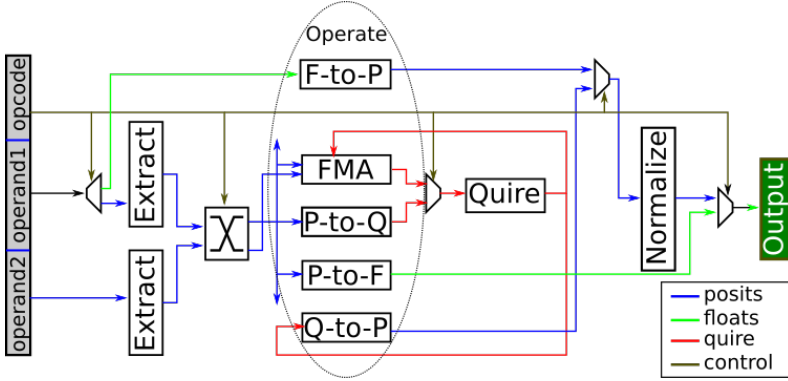 Operate
opcode
operand1
operand2
F-to-P
Extract
Extract
FMA
P-to-Q
P-to-F
Q-to-P
Quire
Normalize
Output
posits
floats
quire
control